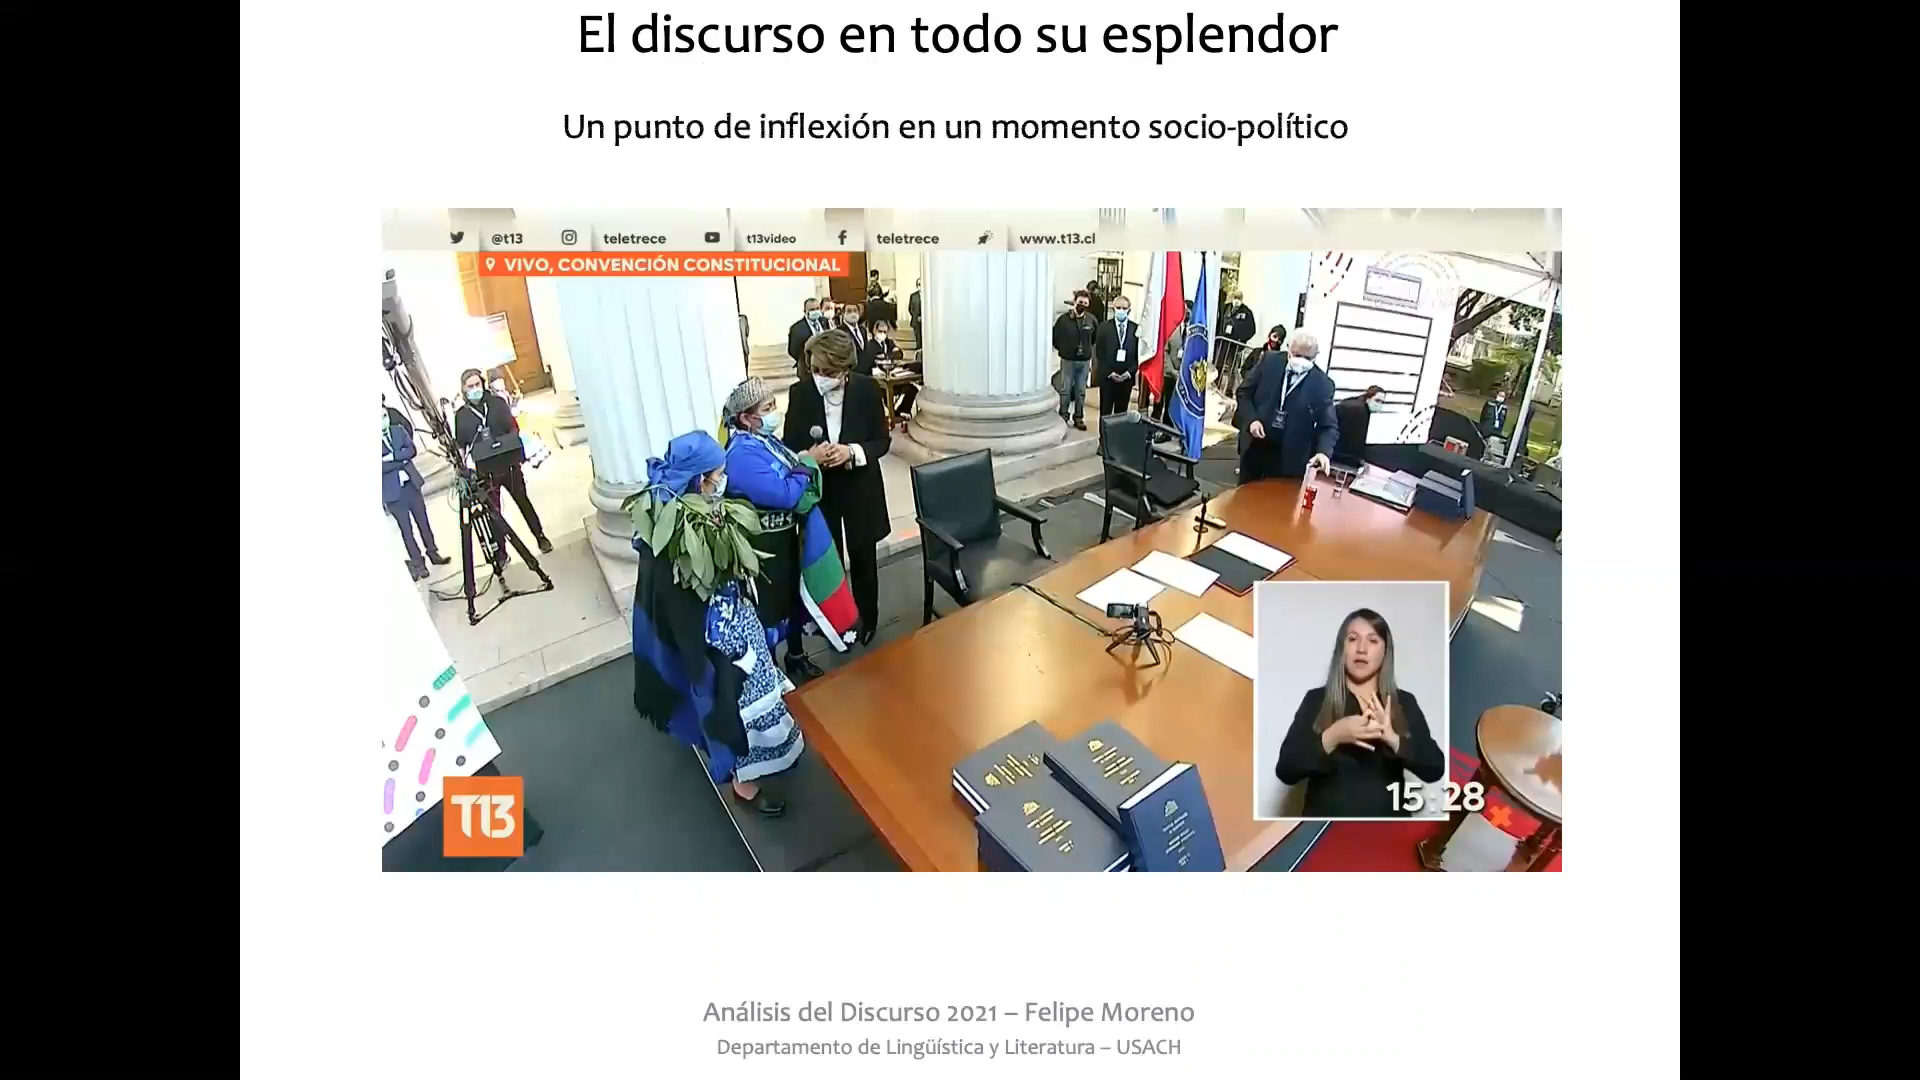 El discurso en todo su esplendor
Un punto de inflexión en un momento socio-político
@t13 teletrece t13video teletrece www.t13.cl
VIVO, CONVENCIÓN CONSTITUCIONAL
T13
15:28
Análisis del Discurso 2021 – Felipe Moreno
Departamento de Lingüística y Literatura – USACH